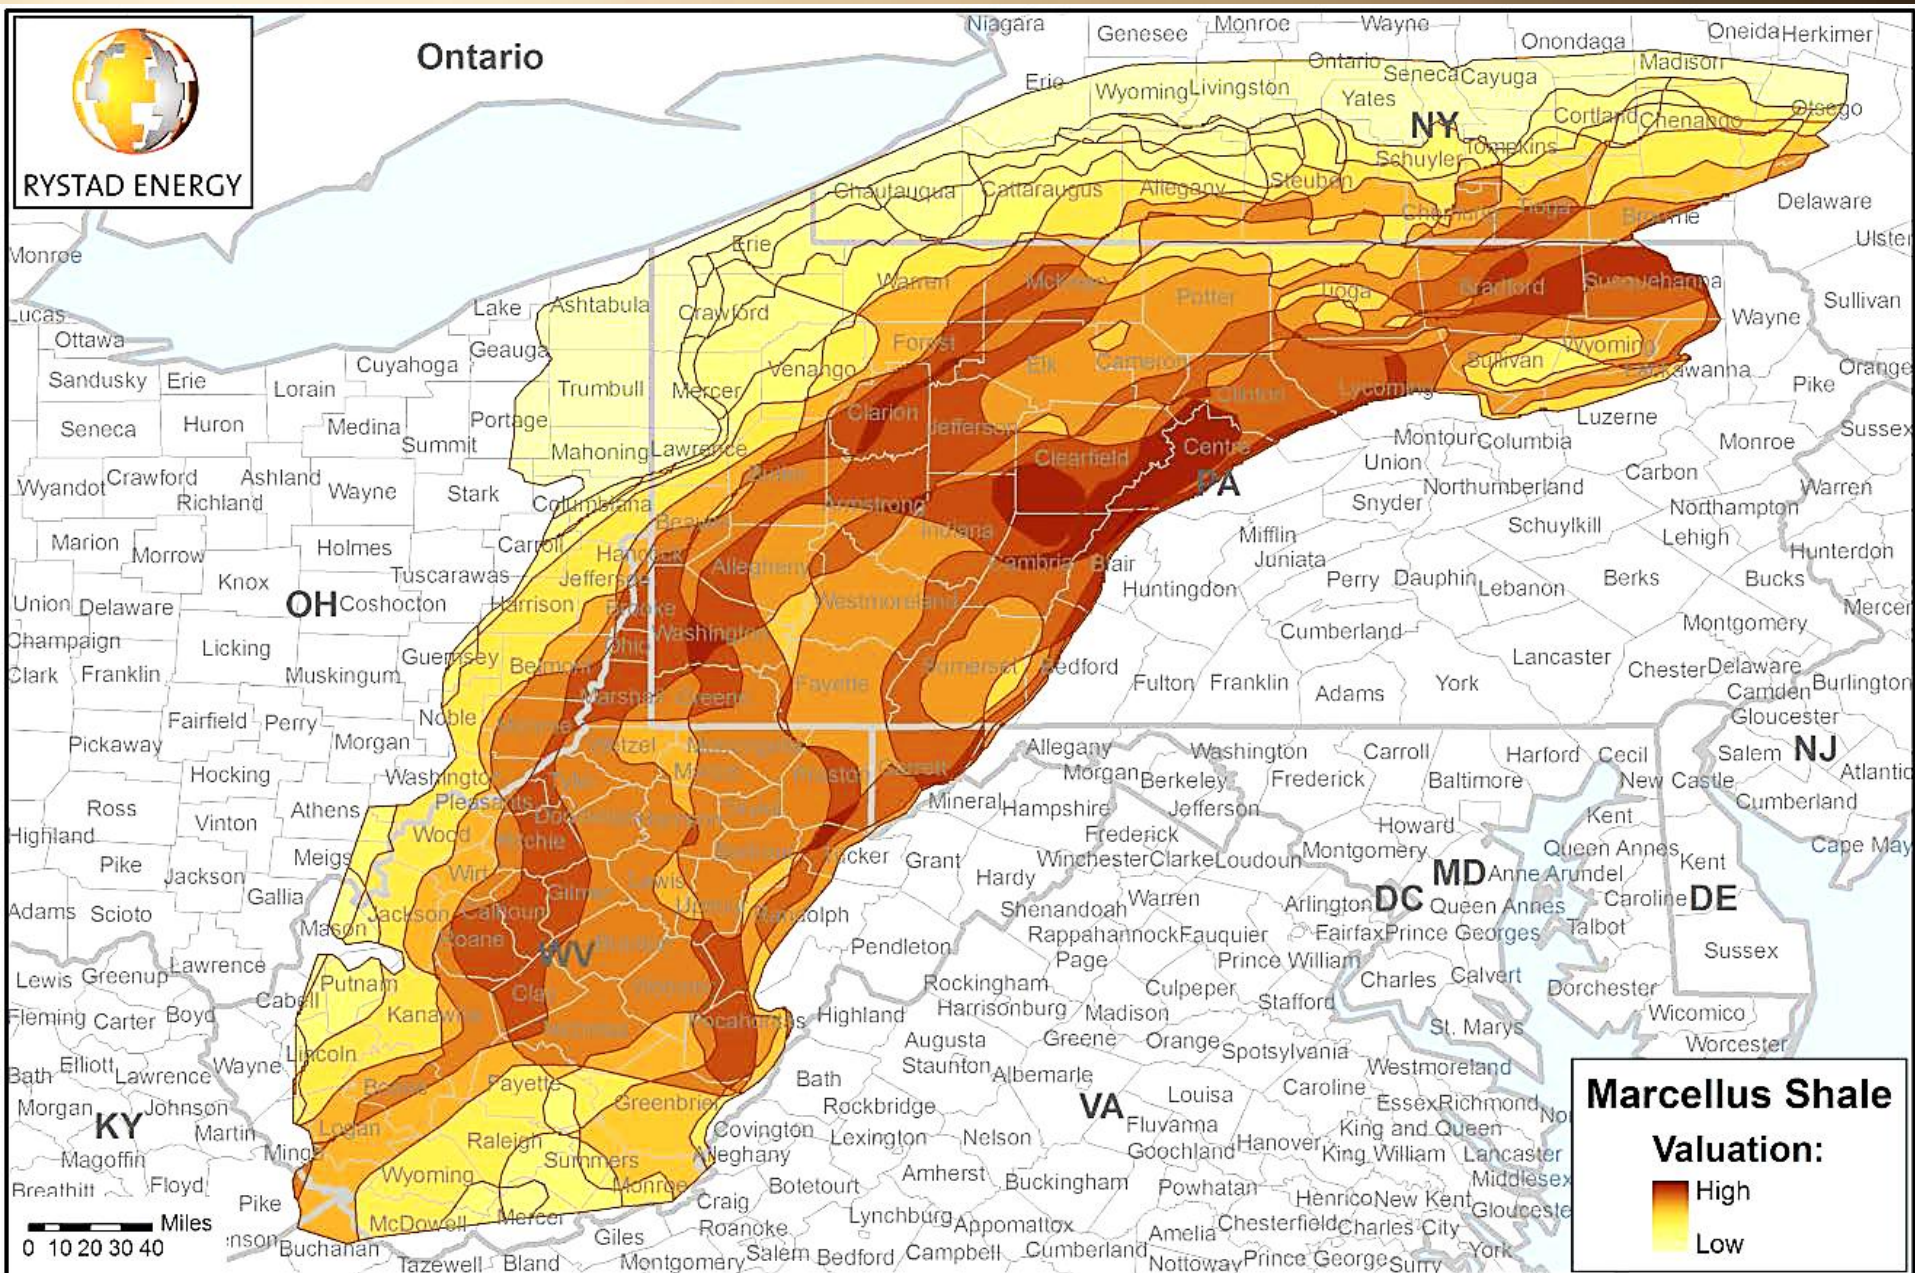 RYSTAD ENERGY
Ontario
Niagara
Genesee
Monroe
Wayne
Onondaga
Oneida
Herkimer
Erie
Wyoming
Livingston
Ontario
Seneca
Cayuga
Madison
Yates
NY
Cortland
Chenango
Otsego
Schuyler
Tompkins
Chautauqua
Cattaraugus
Allegany
Steuben
Chemung
Tioga
Broome
Delaware
Ulster
Monroe
Erie
Warren
McKean
Potter
Tioga
Bradford
Susquehanna
Wayne
Sullivan
Lucas
Lake
Ashtabula
Crawford
Ottawa
Geauga
Forest
Elk
Cameron
Sullivan
Wyoming
Lackawanna
Orange
Sandusky
Erie
Lorain
Cuyahoga
Trumbull
Mercer
Venango
Clinton
Lycoming
Pike
Seneca
Huron
Medina
Portage
Summit
Clarion
Jefferson
Luzerne
Sussex
Mahoning
Lawrence
Clearfield
Centre
Montour
Columbia
Monroe
Wyandot
Crawford
Richland
Ashland
Wayne
Stark
Columbiana
Butler
PA
Union
Northumberland
Carbon
Warren
Armstrong
Snyder
Northampton
Marion
Morrow
Holmes
Carroll
Beaver
Indiana
Mifflin
Schuylkill
Lehigh
Hunterdon
Knox
Tuscarawas
Hancock
Jefferson
Allegheny
Cambria
Blair
Juniata
Union
Delaware
OH
Coshocton
Harrison
Brooke
Westmoreland
Huntingdon
Perry
Dauphin
Lebanon
Berks
Bucks
Mercer
Champaign
Licking
Ohio
Washington
Cumberland
Montgomery
Clark
Franklin
Muskingum
Guernsey
Belmont
Somerset
Bedford
Lancaster
Chester
Delaware
Camden
Burlington
Marshall
Greene
Fayette
Fulton
Franklin
Adams
York
Gloucester
Fairfield
Perry
Noble
Monroe
Pickaway
Morgan
Wetzel
Monongalia
Allegany
Washington
Carroll
Harford
Cecil
Salem
NJ
Hocking
Washington
Tyler
Marion
Preston
Garrett
Morgan
Berkeley
Frederick
Baltimore
New Castle
Atlantic
Ross
Athens
Pleasants
Mineral
Hampshire
Jefferson
Cumberland
Vinton
Doddridge
Taylor
Kent
Highland
Wood
Ritchie
Frederick
Howard
Pike
Meigs
Tucker
Grant
Winchester
Clarke
Loudoun
Montgomery
Queen Annes
Kent
Cape May
Jackson
Gallia
Wirt
Gilmer
Lewis
Hardy
MD
Anne Arundel
Adams
Scioto
Mason
Jackson
Calhoun
Upshur
Randolph
Shenandoah
Warren
Arlington
DC
Queen Annes
Caroline
DE
Roane
WV
Braxton
Pendleton
Rappahannock
Fauquier
Fairfax
Prince Georges
Talbot
Lewis
Greenup
Lawrence
Putnam
Page
Prince William
Sussex
Clay
Webster
Rockingham
Culpeper
Charles
Calvert
Dorchester
Fleming
Carter
Boyd
Cabell
Kanawha
Nicholas
Pocahontas
Highland
Harrisonburg
Madison
Stafford
Wicomico
Elliott
Lawrence
Wayne
Lincoln
Augusta
Greene
Orange
Spotsylvania
St. Marys
Worcester
Bath
Boone
Fayette
Staunton
Albemarle
Westmoreland
Morgan
Johnson
Greenbrier
Bath
Rockbridge
Louisa
Caroline
KY
Martin
Logan
VA
Fluvanna
Essex
Richmond
Magoffin
Mingo
Raleigh
Covington
Lexington
Nelson
Goochland
Hanover
King and Queen
Breathitt
Floyd
Wyoming
Summers
Alleghany
Amherst
King William
Lancaster
Pike
Monroe
Botetourt
Buckingham
Powhatan
Middlesex
McDowell
Mercer
Craig
Henrico
New Kent
Roanoke
Lynchburg
Appomattox
Amelia
Chesterfield
Charles City
Buchanan
Giles
Tazewell
Bland
Montgomery
Salem
Bedford
Campbell
Cumberland
Nottoway
Prince George
Surry
York
Miles
0 10 20 30 40
Marcellus Shale
Valuation:
High
Low